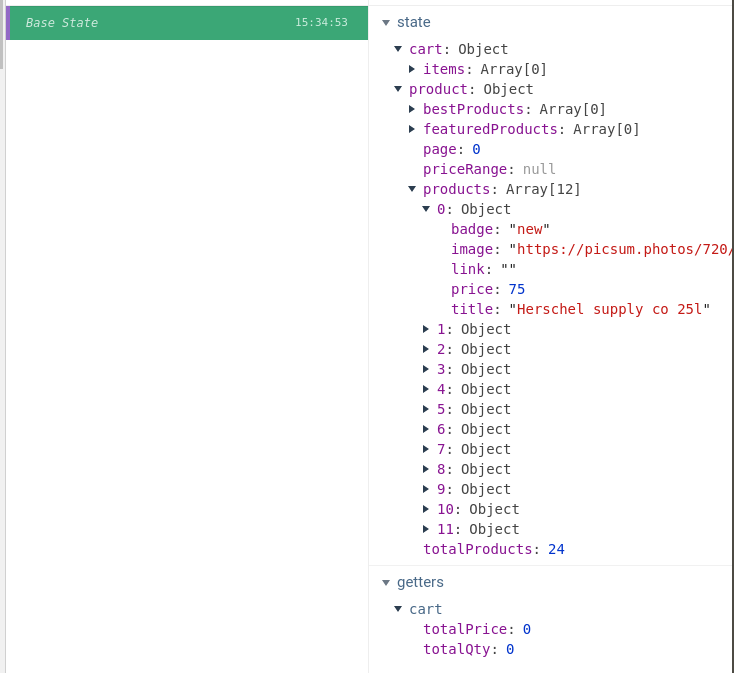 Base State 15:34:53
state
cart: Object
items: Array[0]
product: Object
bestProducts: Array[0]
featuredProducts: Array[0]
page: 0
priceRange: null
products: Array[12]
0: Object
badge: "new"
image: "https://picsum.photos/720/
link: ""
price: 75
title: "Herschel supply co 25l"
1: Object
2: Object
3: Object
4: Object
5: Object
6: Object
7: Object
8: Object
9: Object
10: Object
11: Object
totalProducts: 24
getters
cart
totalPrice: 0
totalQty: 0